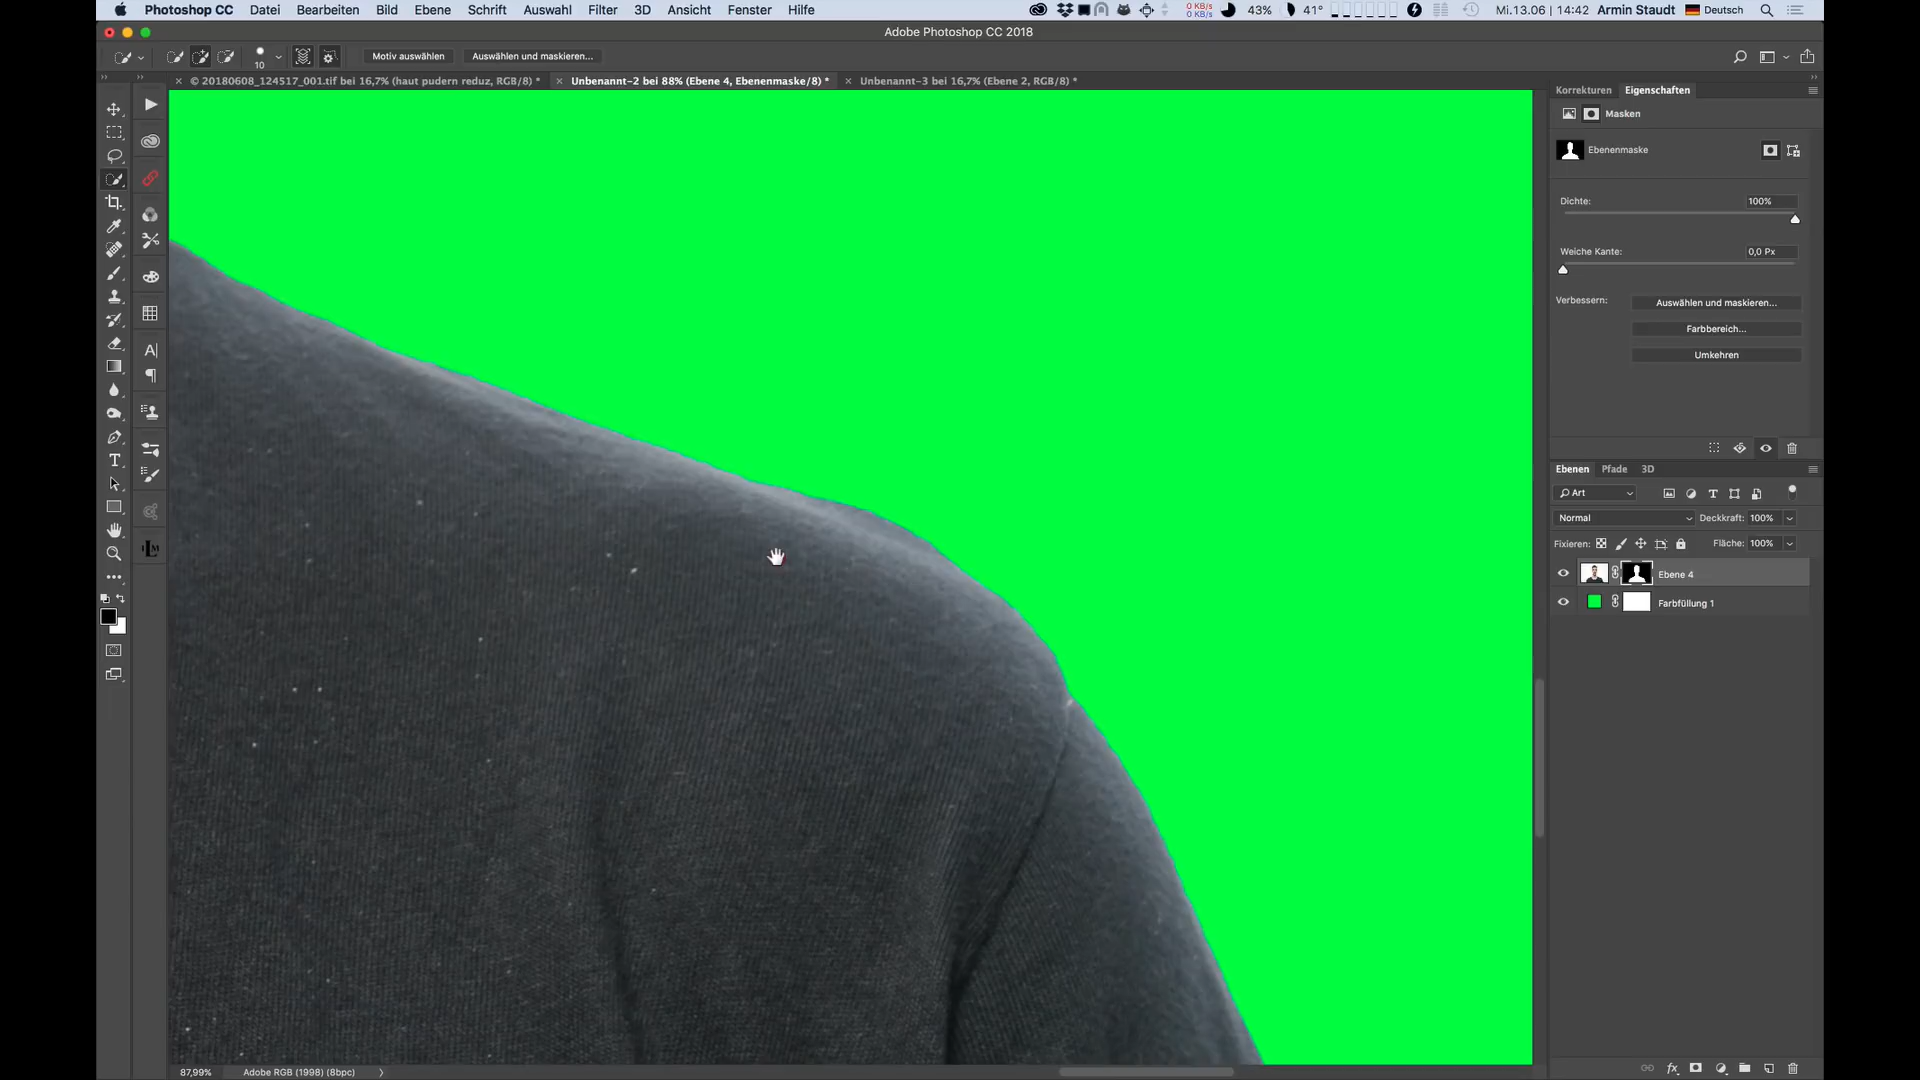 Photoshop CC Datei Bearbeiten Bild Ebene Schrift Auswahl Filter 3D Ansicht Fenster Hilfe 0 KB/s 0 KB/s 43% 41° Mi.13.06 | 14:42 Armin Staudt Deutsch
Adobe Photoshop CC 2018
10 Motiv auswählen Auswählen und maskieren...
© 20180608_124517_001.tif bei 16,7% (haut pudern reduz, RGB/8) * Unbenannt-2 bei 88% (Ebene 4, Ebenenmaske/8) * Unbenannt-3 bei 16,7% (Ebene 2, RGB/8) *
Korrekturen Eigenschaften
Masken
Ebenenmaske
Dichte: 100%
Weiche Kante: 0,0 Px
Verbessern: Auswählen und maskieren...
Farbbereich...
Umkehren
Ebenen Pfade 3D
Art
Normal Deckkraft: 100%
Fixieren: Fläche: 100%
Ebene 4
Farbfüllung 1
87,99% Adobe RGB (1998) (8bpc)